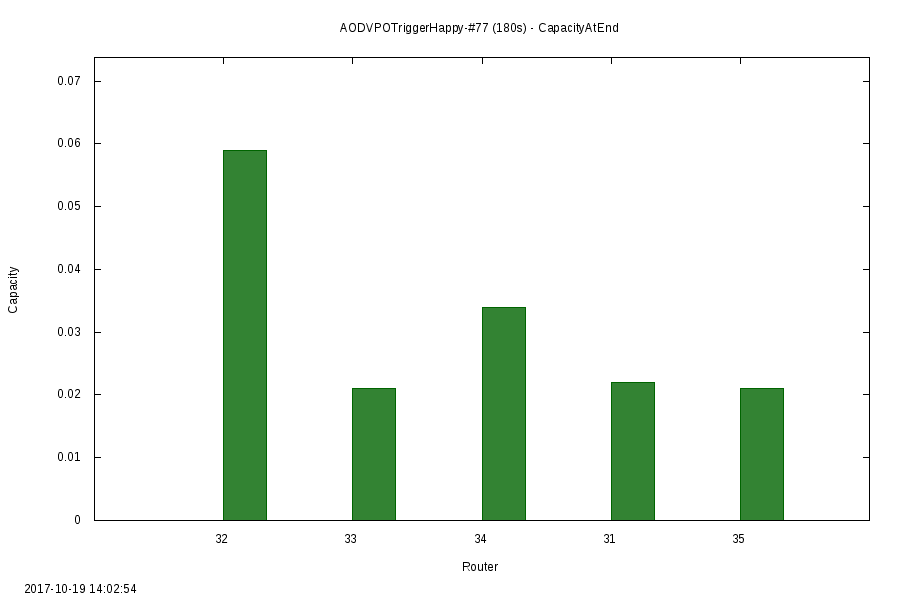 AODVPOTriggerHappy-#77 (180s) - CapacityAtEnd
0.07
0.06
0.05
0.04
0.03
0.02
0.01
0
Capacity
32 33 34 31 35
Router
2017-10-19 14:02:54